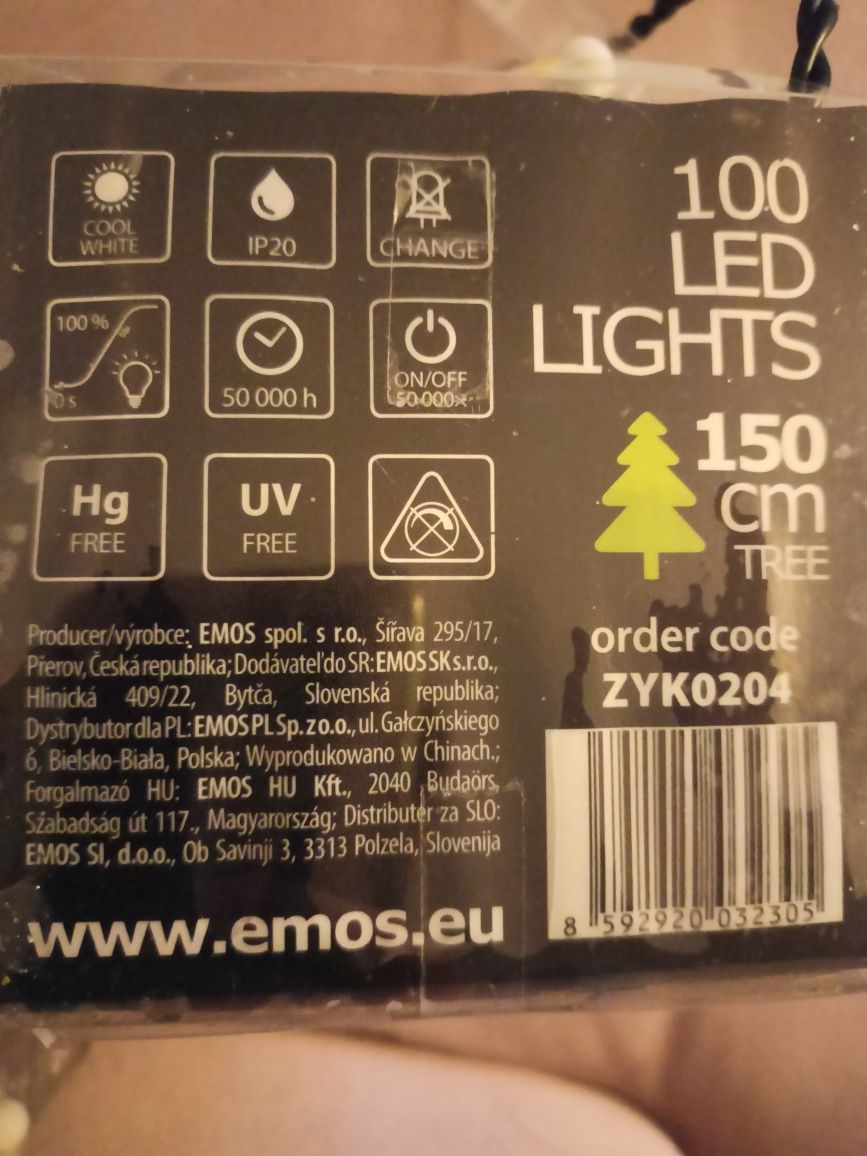 COOL
WHITE
IP20
CHANGE
100 %
0 s
50 000 h
ON/OFF
50 000x
Hg
FREE
UV
FREE
100
LED
LIGHTS
150
cm
TREE
order code
ZYK0204
Producer/výrobce: EMOS spol. s r.o., Šířava 295/17,
Přerov, Česká republika; Dodávateľ do SR: EMOS SK s.r.o.,
Hlinická 409/22, Bytča, Slovenská republika;
Dystrybutor dla PL: EMOS PL Sp. z o.o., ul. Gałczyńskiego
6, Bielsko-Biała, Polska; Wyprodukowano w Chinach.;
Forgalmazó HU: EMOS HU Kft., 2040 Budaörs,
Szabadság út 117., Magyarország; Distributer za SLO:
EMOS SI, d.o.o., Ob Savinji 3, 3313 Polzela, Slovenija
www.emos.eu
8 592920 032305